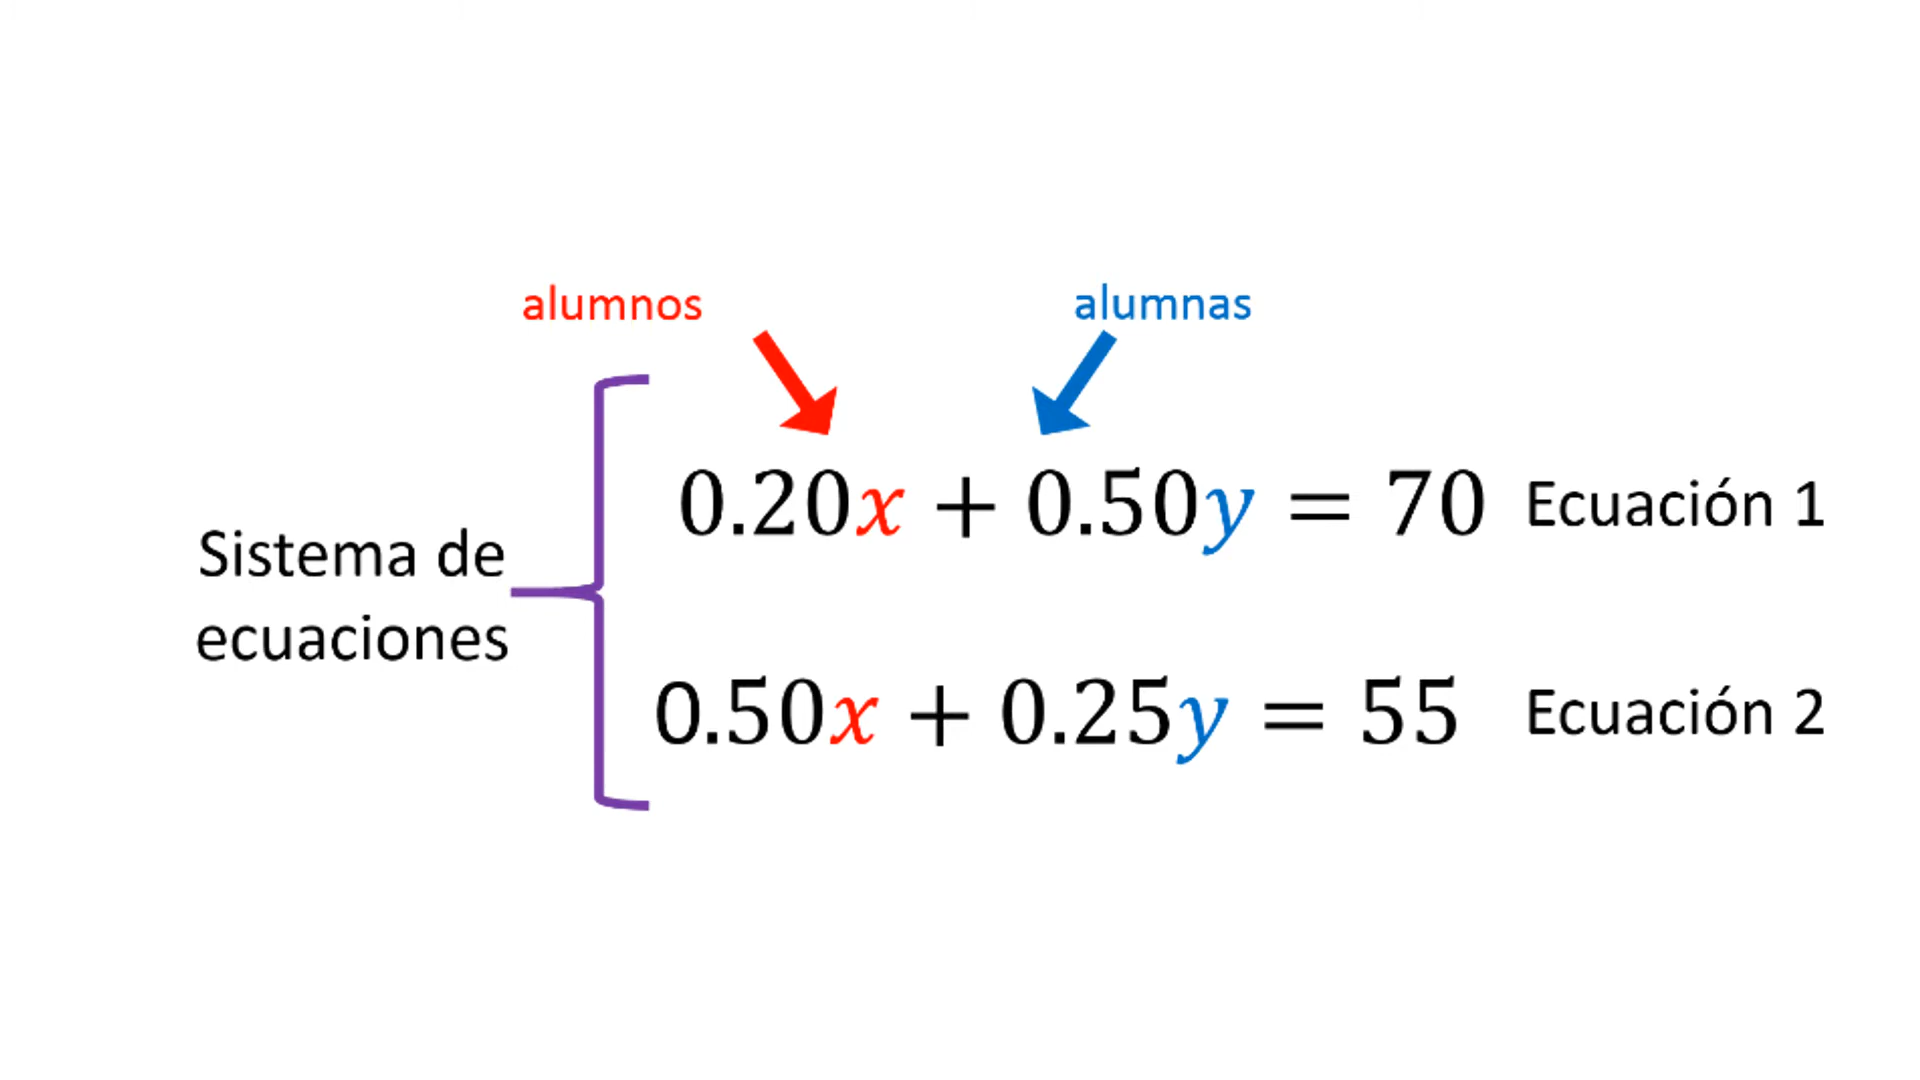 alumnos
alumnas
0.20x + 0.50y = 70 Ecuación 1
Sistema de
ecuaciones
0.50x + 0.25y = 55 Ecuación 2